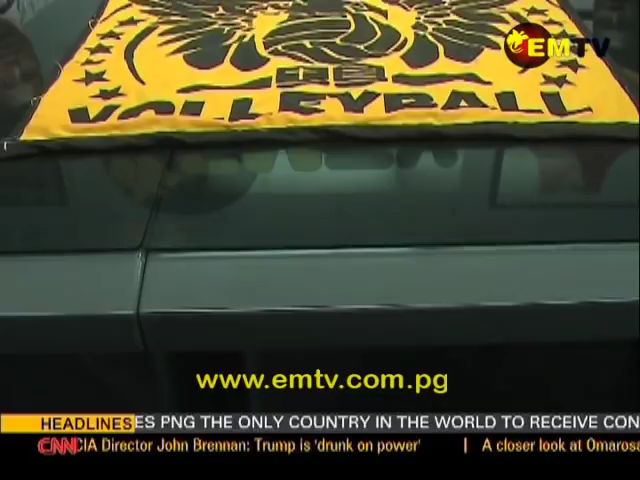 EMTV
VOLLEYBALL
www.emtv.com.pg
HEADLINES ES PNG THE ONLY COUNTRY IN THE WORLD TO RECEIVE CON
CNN CIA Director John Brennan: Trump is 'drunk on power' | A closer look at Omarosa